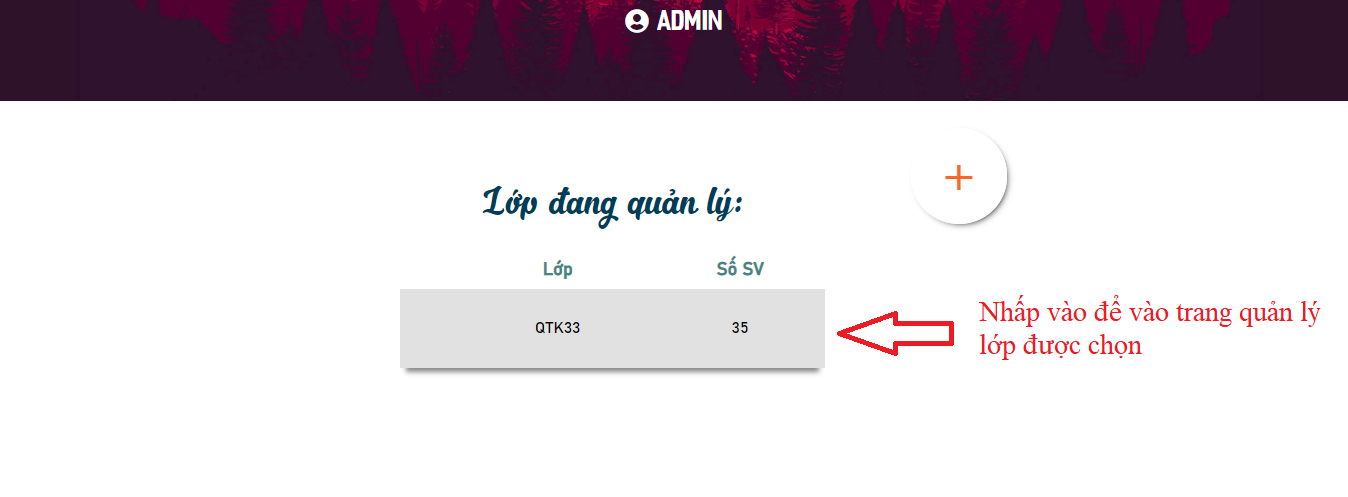 ADMIN
+
Lớp đang quản lý:
Lớp Số SV
QTK33 35
Nhấp vào để vào trang quản lý
lớp được chọn